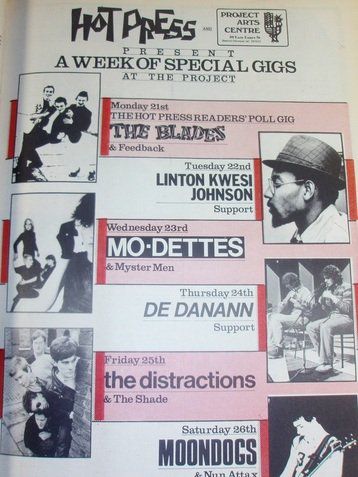 HOT PRESS AND
PROJECT
ARTS
CENTRE
PRESENT
A WEEK OF SPECIAL GIGS
AT THE PROJECT
Monday 21st
THE HOT PRESS READERS' POLL GIG
THE BLADES
& Feedback
Tuesday 22nd
LINTON KWESI
JOHNSON
Support
Wednesday 23rd
MO-DETTES
& Myster Men
Thursday 24th
DE DANANN
Support
Friday 25th
the distractions
& The Shade
Saturday 26th
MOONDOGS
& Nun Attax